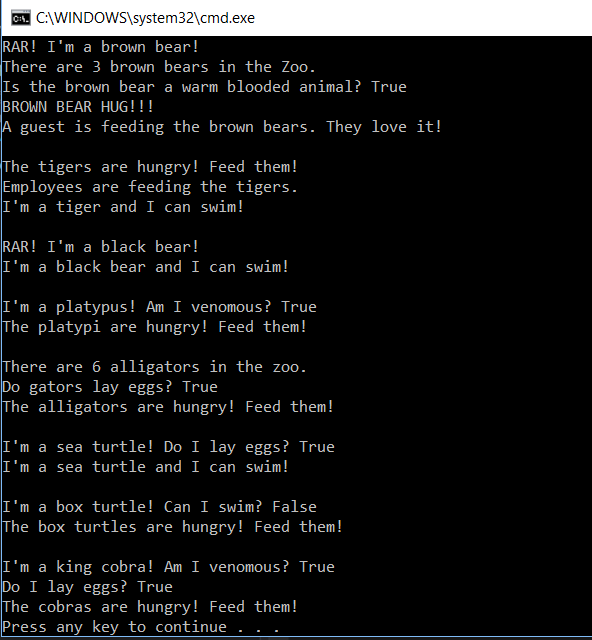 C:\WINDOWS\system32\cmd.exe
RAR! I'm a brown bear!
There are 3 brown bears in the Zoo.
Is the brown bear a warm blooded animal? True
BROWN BEAR HUG!!!
A guest is feeding the brown bears. They love it!
The tigers are hungry! Feed them!
Employees are feeding the tigers.
I'm a tiger and I can swim!
RAR! I'm a black bear!
I'm a black bear and I can swim!
I'm a platypus! Am I venomous? True
The platypi are hungry! Feed them!
There are 6 alligators in the zoo.
Do gators lay eggs? True
The alligators are hungry! Feed them!
I'm a sea turtle! Do I lay eggs? True
I'm a sea turtle and I can swim!
I'm a box turtle! Can I swim? False
The box turtles are hungry! Feed them!
I'm a king cobra! Am I venomous? True
Do I lay eggs? True
The cobras are hungry! Feed them!
Press any key to continue . . .